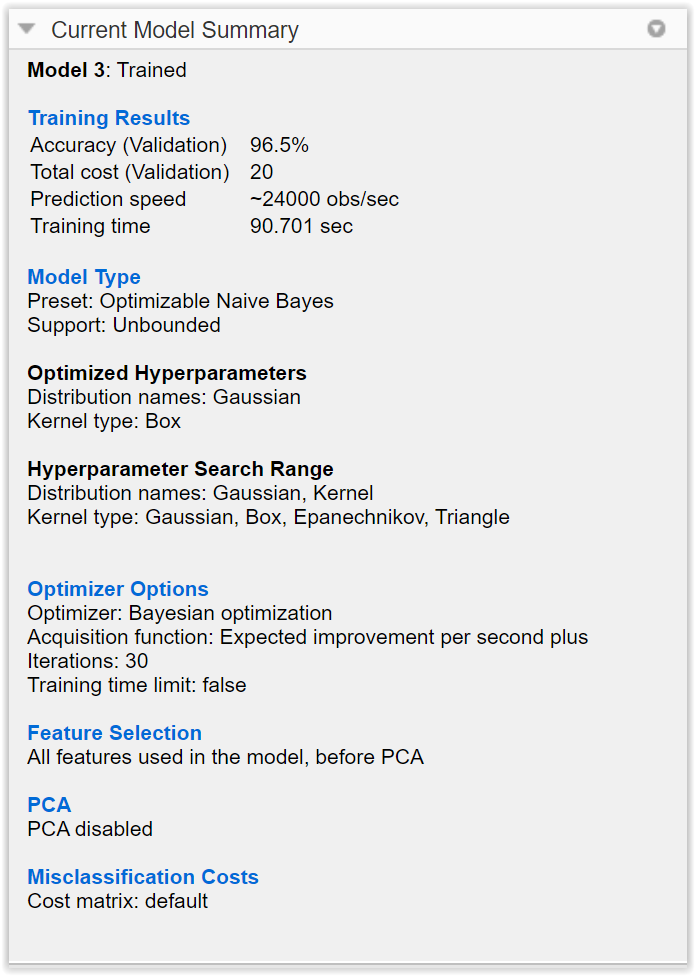 Current Model Summary
Model 3: Trained
Training Results
Accuracy (Validation) 96.5%
Total cost (Validation) 20
Prediction speed ~24000 obs/sec
Training time 90.701 sec
Model Type
Preset: Optimizable Naive Bayes
Support: Unbounded
Optimized Hyperparameters
Distribution names: Gaussian
Kernel type: Box
Hyperparameter Search Range
Distribution names: Gaussian, Kernel
Kernel type: Gaussian, Box, Epanechnikov, Triangle
Optimizer Options
Optimizer: Bayesian optimization
Acquisition function: Expected improvement per second plus
Iterations: 30
Training time limit: false
Feature Selection
All features used in the model, before PCA
PCA
PCA disabled
Misclassification Costs
Cost matrix: default